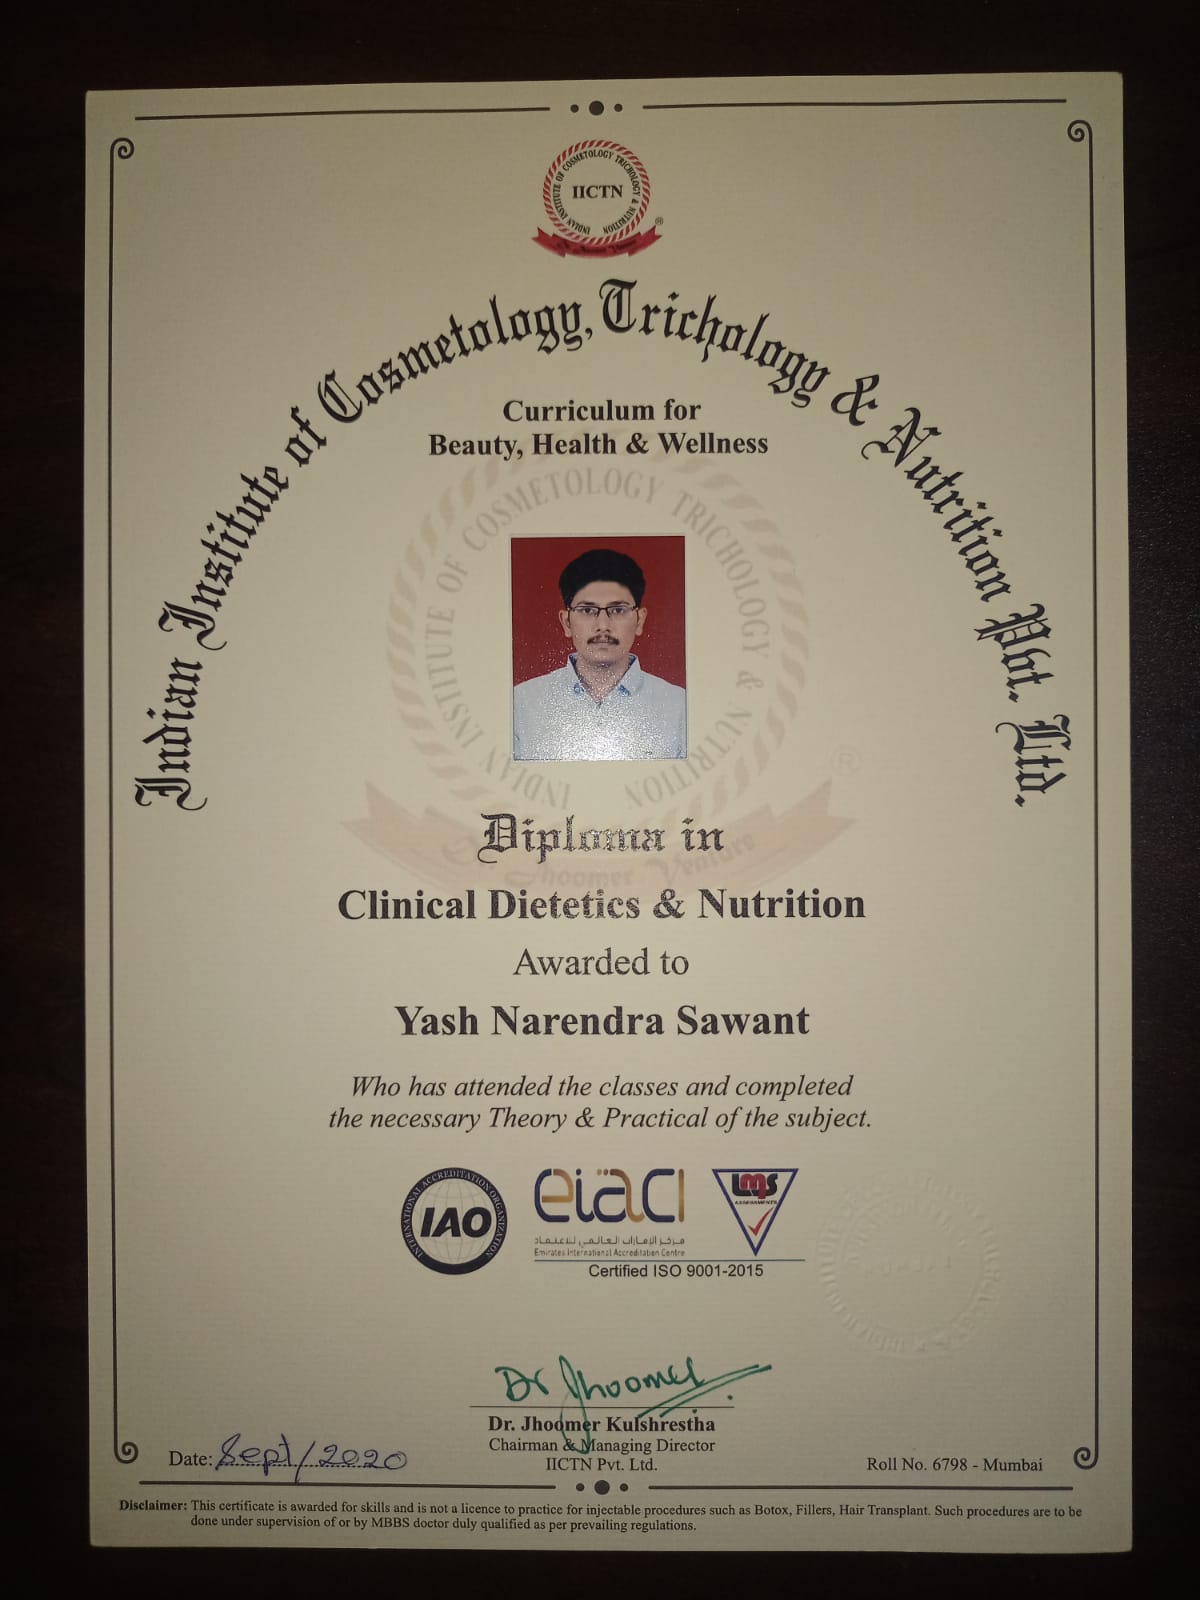 INDIAN INSTITUTE OF COSMETOLOGY TRICHOLOGY & NUTRITION
IICTN
®
Indian Institute of Cosmetology, Trichology & Nutrition Pvt. Ltd.
Curriculum for
Beauty, Health & Wellness
INDIAN INSTITUTE OF COSMETOLOGY TRICHOLOGY & NUTRITION
®
Jhoomer Venture
Diploma in
Clinical Dietetics & Nutrition
Awarded to
Yash Narendra Sawant
Who has attended the classes and completed
the necessary Theory & Practical of the subject.
INTERNATIONAL ACCREDITATION ORGANIZATION
IAO
eiaci
مركز الإمارات العالمي للاعتماد
Emirates International Accreditation Centre
LMS
ASSESSMENTS
Certified ISO 9001-2015
Dr Jhoomer
Dr. Jhoomer Kulshrestha
Chairman & Managing Director
IICTN Pvt. Ltd.
Date: Sept/2020
Roll No. 6798 - Mumbai
Disclaimer: This certificate is awarded for skills and is not a licence to practice for injectable procedures such as Botox, Fillers, Hair Transplant. Such procedures are to be
done under supervision of or by MBBS doctor duly qualified as per prevailing regulations.